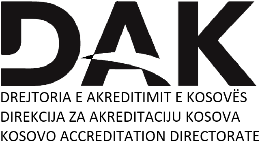 DAK
DREJTORIA E AKREDITIMIT E KOSOVËS
DIREKCIJA ZA AKREDITACIJU KOSOVA
KOSOVO ACCREDITATION DIRECTORATE